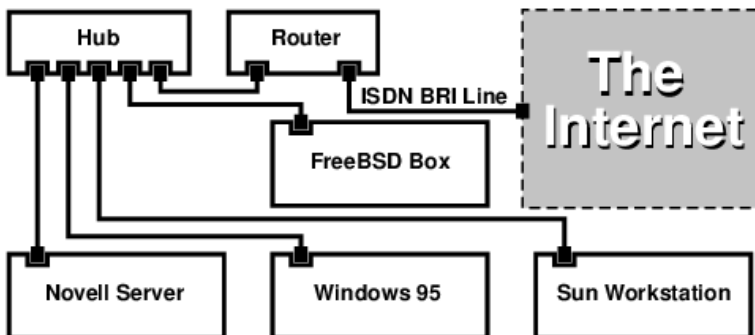 Hub
Router
ISDN BRI Line
The
Internet
FreeBSD Box
Novell Server
Windows 95
Sun Workstation